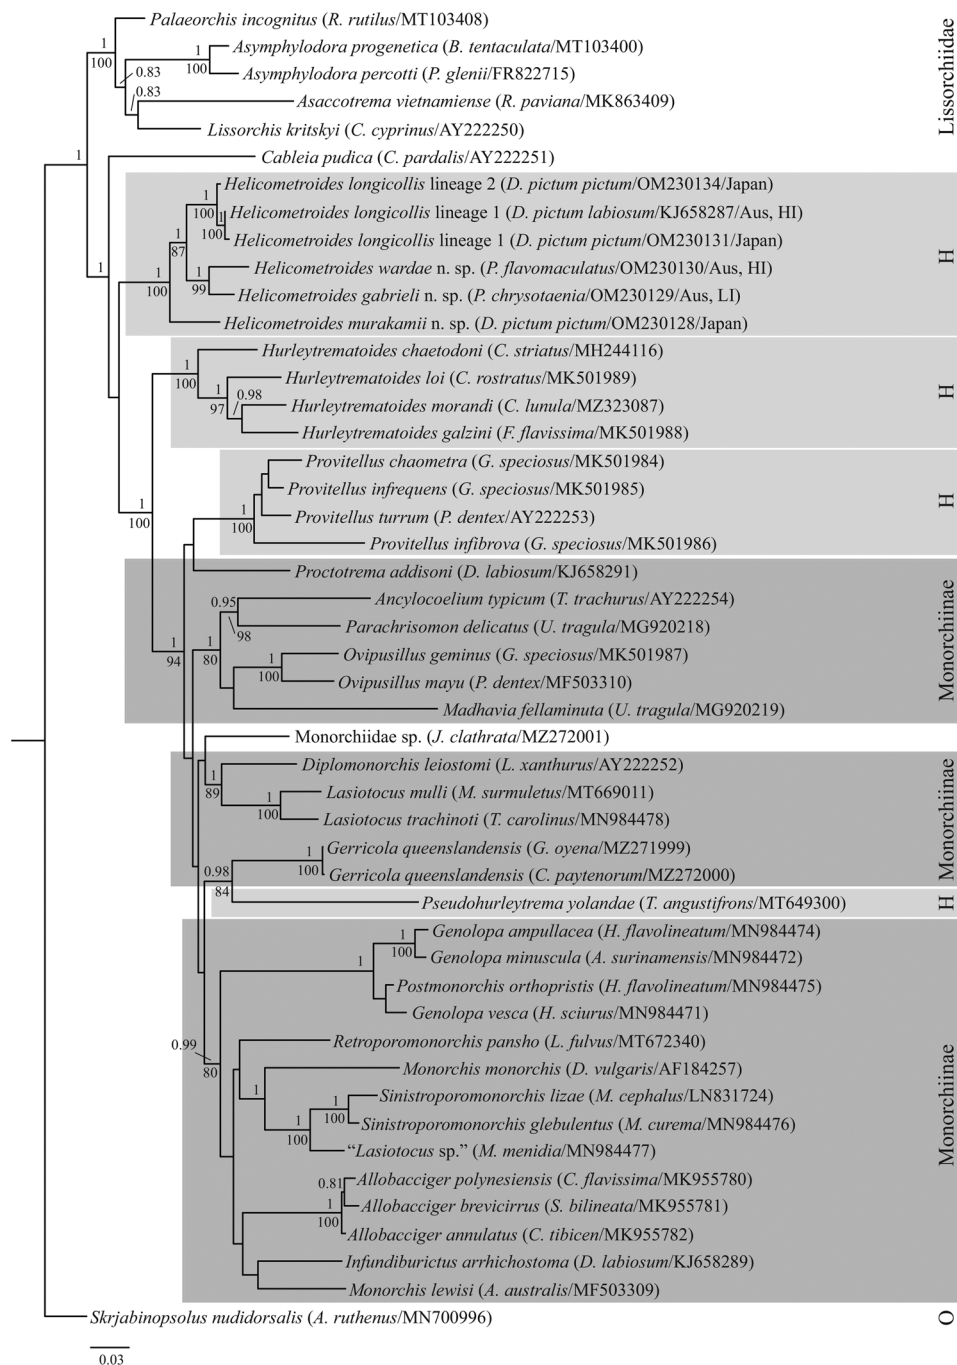 Palaeorchis incognitus (R. rutilus/MT103408)
1
100
Asymphylodora progenetica (B. tentaculata/MT103400)
1
100
0.83
Asymphylodora percotti (P. glenii/FR822715)
0.83
Asaccotrema vietnamiense (R. paviana/MK863409)
Lissorchis kritskyi (C. cyprinus/AY222250)
Lissorchiidae
1
Cableia pudica (C. pardalis/AY222251)
Helicometroides longicollis lineage 2 (D. pictum pictum/OM230134/Japan)
1
100
Helicometroides longicollis lineage 1 (D. pictum labiosum/KJ658287/Aus, HI)
1
100
Helicometroides longicollis lineage 1 (D. pictum pictum/OM230131/Japan)
1
87
1
Helicometroides wardae n. sp. (P. flavomaculatus/OM230130/Aus, HI)
1
99
1
100
Helicometroides gabrieli n. sp. (P. chrysotaenia/OM230129/Aus, LI)
Helicometroides murakamii n. sp. (D. pictum pictum/OM230128/Japan)
H
Hurleytrematoides chaetodoni (C. striatus/MH244116)
1
100
Hurleytrematoides loi (C. rostratus/MK501989)
1
97
0.98
Hurleytrematoides morandi (C. lunula/MZ323087)
Hurleytrematoides galzini (F. flavissima/MK501988)
H
Provitellus chaometra (G. speciosus/MK501984)
Provitellus infrequens (G. speciosus/MK501985)
1
100
1
100
Provitellus turrum (P. dentex/AY222253)
Provitellus infibrova (G. speciosus/MK501986)
H
Proctotrema addisoni (D. labiosum/KJ658291)
Ancylocoelium typicum (T. trachurus/AY222254)
0.95
98
Parachrisomon delicatus (U. tragula/MG920218)
1
94
1
80
Ovipusillus geminus (G. speciosus/MK501987)
1
100
Ovipusillus mayu (P. dentex/MF503310)
Madhavia fellaminuta (U. tragula/MG920219)
Monorchiinae
Monorchiidae sp. (J. clathrata/MZ272001)
Diplomonorchis leiostomi (L. xanthurus/AY222252)
1
89
Lasiotocus mulli (M. surmuletus/MT669011)
1
100
Lasiotocus trachinoti (T. carolinus/MN984478)
Gerricola queenslandensis (G. oyena/MZ271999)
1
100
Gerricola queenslandensis (C. paytenorum/MZ272000)
Monorchiinae
0.98
84
Pseudohurleytrema yolandae (T. angustifrons/MT649300)
H
Genolopa ampullacea (H. flavolineatum/MN984474)
1
100
Genolopa minuscula (A. surinamensis/MN984472)
1
Postmonorchis orthopristis (H. flavolineatum/MN984475)
Genolopa vesca (H. sciurus/MN984471)
0.99
80
Retroporomonorchis pansho (L. fulvus/MT672340)
Monorchis monorchis (D. vulgaris/AF184257)
1
Sinistroporomonorchis lizae (M. cephalus/LN831724)
1
100
Sinistroporomonorchis glebulentus (M. curema/MN984476)
1
100
“Lasiotocus sp.” (M. menidia/MN984477)
Allobacciger polynesiensis (C. flavissima/MK955780)
0.81
Allobacciger brevicirrus (S. bilineata/MK955781)
1
100
Allobacciger annulatus (C. tibicen/MK955782)
Infundiburictus arrhichostoma (D. labiosum/KJ658289)
Monorchis lewisi (A. australis/MF503309)
Monorchiinae
Skrjabinopsolus nudidorsalis (A. ruthenus/MN700996)
O
0.03